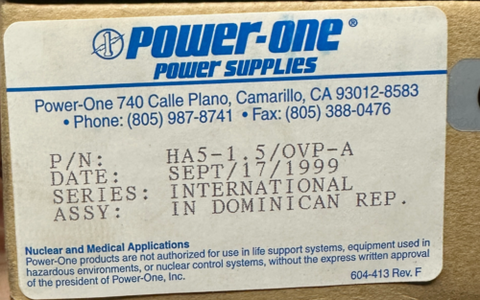 POWER-ONE®
POWER SUPPLIES
Power-One 740 Calle Plano, Camarillo, CA 93012-8583
• Phone: (805) 987-8741 • Fax: (805) 388-0476
P/N: HA5-1.5/OVP-A
DATE: SEPT/17/1999
SERIES: INTERNATIONAL
ASSY: IN DOMINICAN REP.
Nuclear and Medical Applications
Power-One products are not authorized for use in life support systems, equipment used in
hazardous environments, or nuclear control systems, without the express written approval
of the president of Power-One, Inc.
604-413 Rev. F